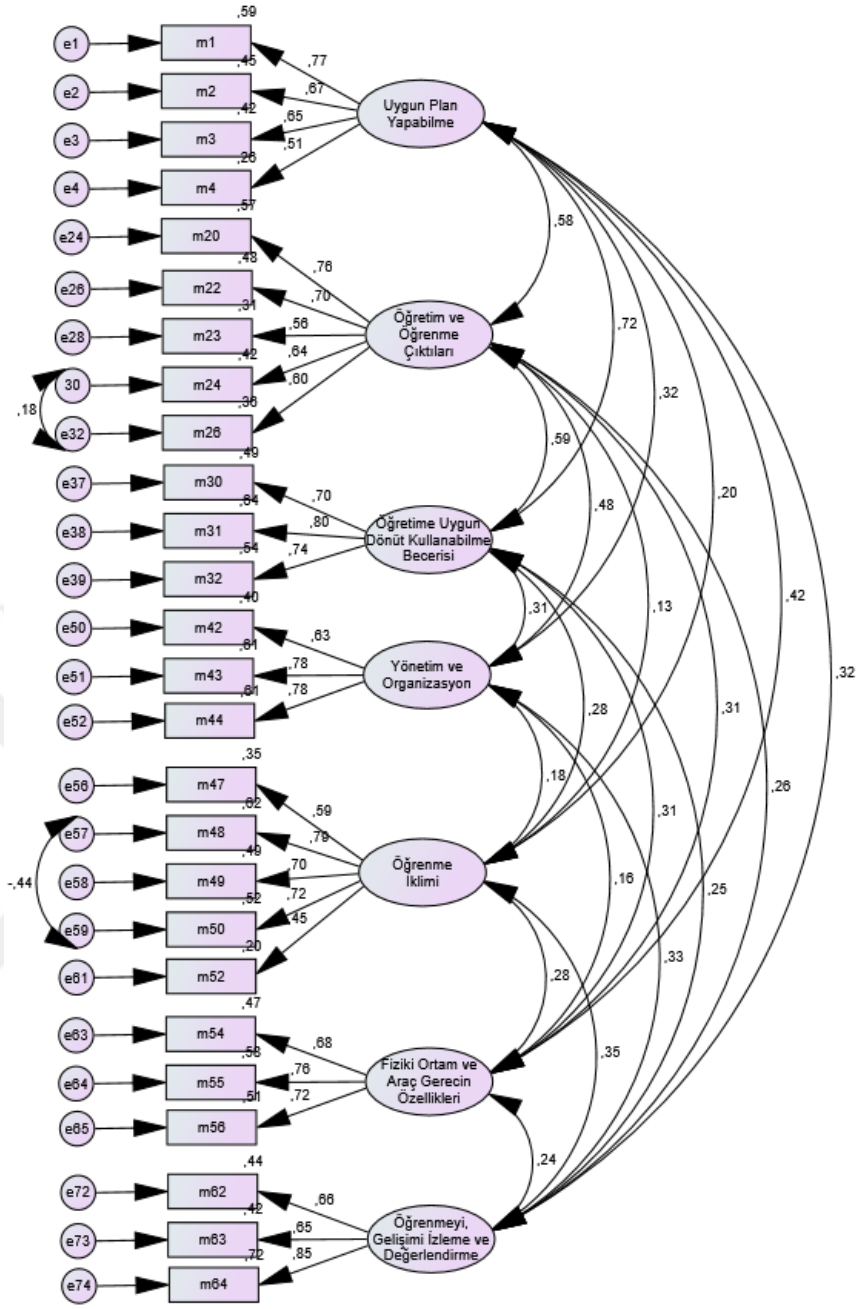 ,59
e1
m1
,77
,45
e2
m2
,67
,42
e3
m3
,65
,26
e4
m4
,51
Uygun Plan
Yapabilme
,57
e24
m20
,76
,48
e26
m22
,70
,31
e28
m23
,56
,42
30
m24
,64
,36
e32
m26
,60
,18
Öğretim ve
Öğrenme
Çıktıları
,49
e37
m30
,70
,64
e38
m31
,80
,54
e39
m32
,74
Öğretime Uygun
Dönüt Kullanabilme
Becerisi
,40
e50
m42
,63
,61
e51
m43
,78
,61
e52
m44
,78
Yönetim ve
Organizasyon
,35
e56
m47
,59
,62
e57
m48
,79
,49
e58
m49
,70
,52
e59
m50
,72
,20
e61
m52
,45
-,44
Öğrenme
İklimi
,47
e63
m54
,68
,58
e64
m55
,76
,51
e65
m56
,72
Fiziki Ortam ve
Araç Gerecin
Özellikleri
,44
e72
m62
,66
,42
e73
m63
,65
,72
e74
m64
,85
Öğrenmeyi,
Gelişimi İzleme ve
Değerlendirme
,58
,72
,32
,20
,42
,32
,59
,48
,13
,31
,26
,31
,28
,31
,25
,18
,16
,33
,28
,35
,24